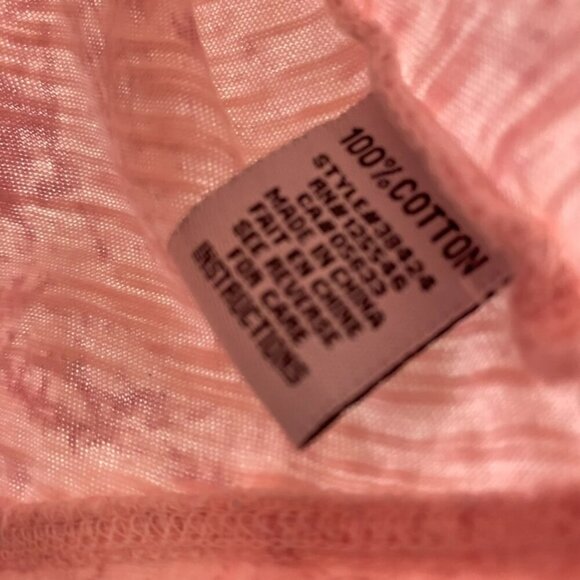 100% COTTON
STYLE#38424
RN# 125546
CA# 05633
MADE IN CHINA
FAIT EN CHINE
SEE REVERSE
FOR CARE
INSTRUCTIONS